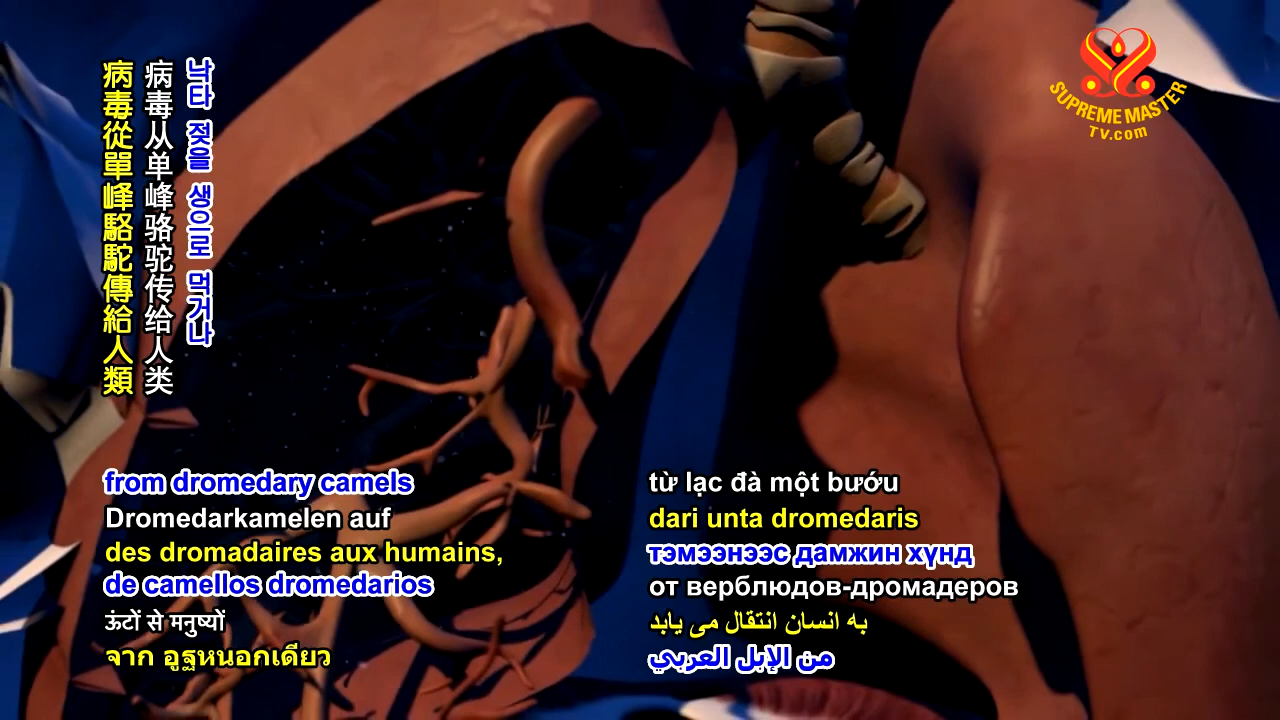 病毒從單峰駱駝傳給人類
病毒从单峰骆驼传给人类
낙타 젖을 생으로 먹거나
SUPREME MASTER
TV.com
from dromedary camels
Dromedarkamelen auf
des dromadaires aux humains,
de camellos dromedarios
ऊंटों से मनुष्यों
จาก อูฐหนอกเดียว
từ lạc đà một bướu
dari unta dromedaris
тэмээнээс дамжин хүнд
от верблюдов-дромадеров
به انسان انتقال می یابد
من الإبل العربي